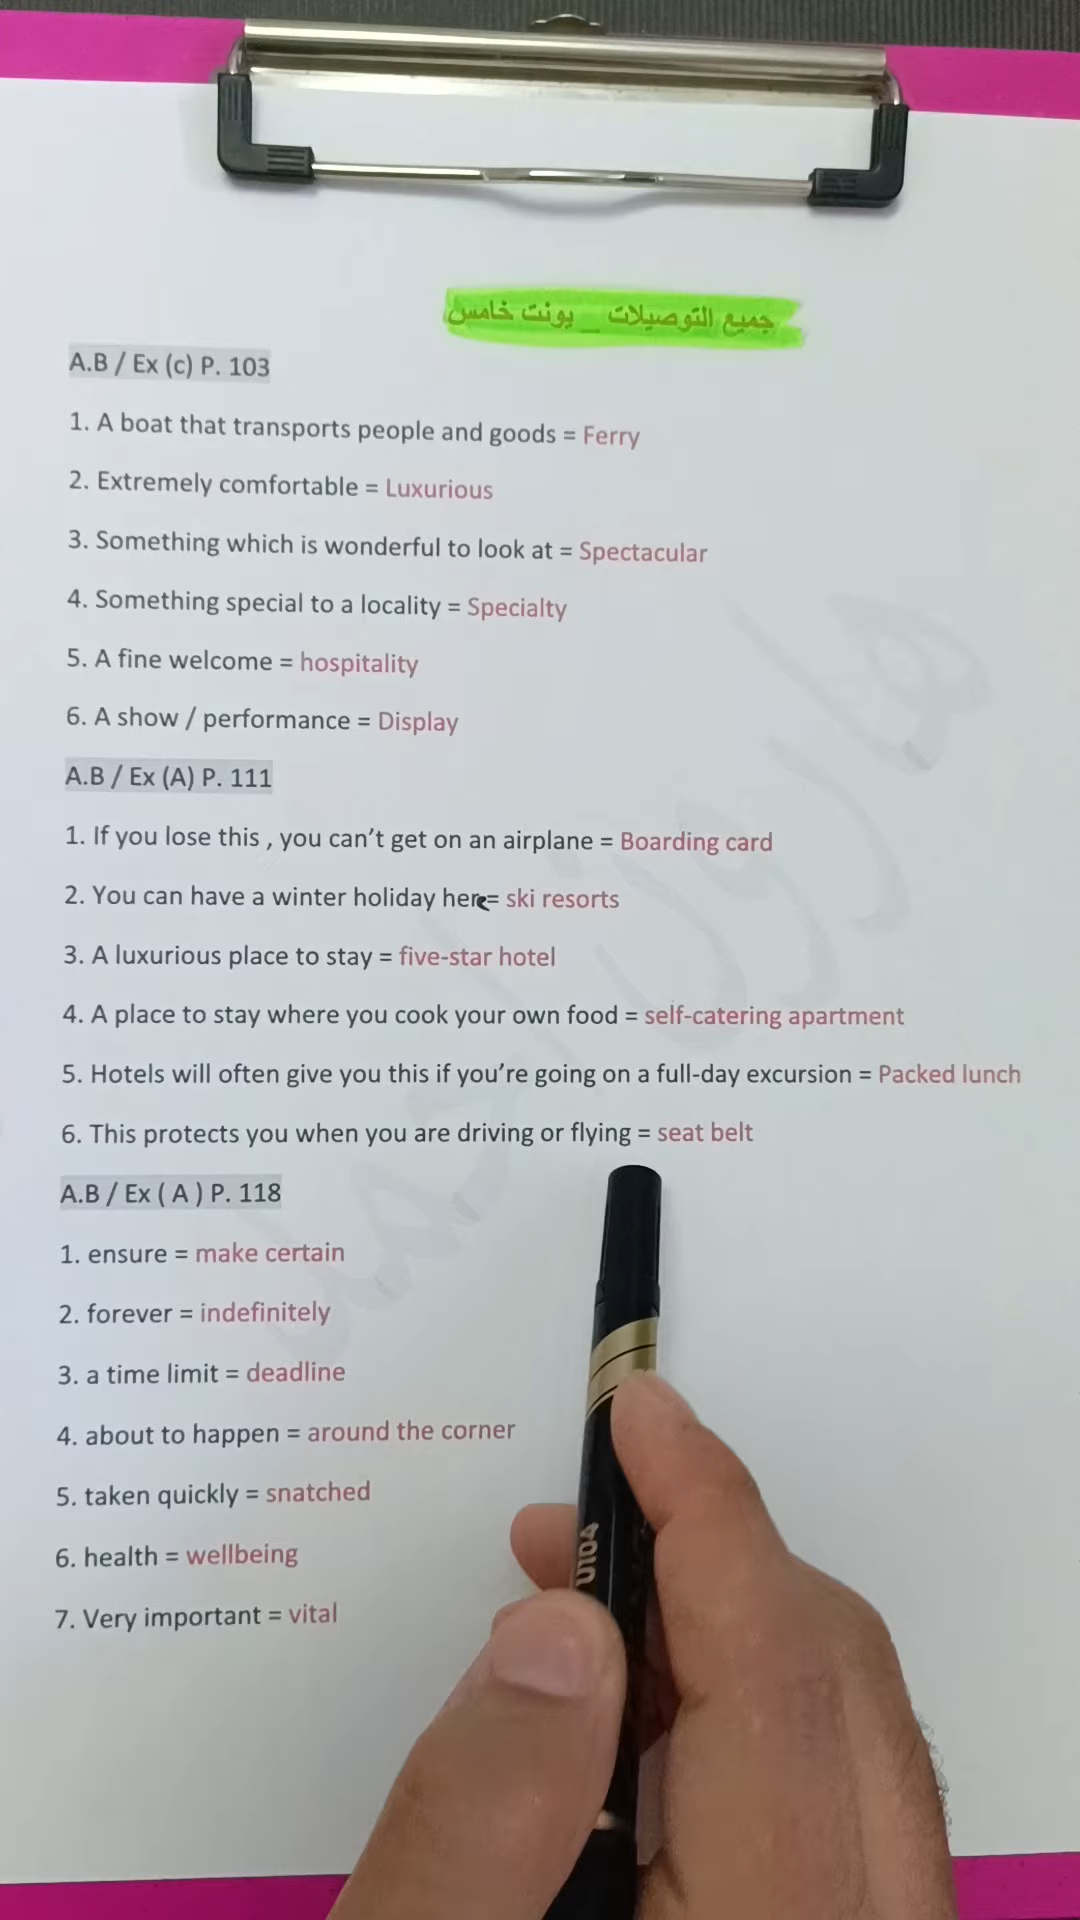 جميع التوصيلات _ يونت خامس
A.B / Ex (c) P. 103
1. A boat that transports people and goods = Ferry
2. Extremely comfortable = Luxurious
3. Something which is wonderful to look at = Spectacular
4. Something special to a locality = Specialty
5. A fine welcome = hospitality
6. A show / performance = Display
A.B / Ex (A) P. 111
1. If you lose this , you can’t get on an airplane = Boarding card
2. You can have a winter holiday here= ski resorts
3. A luxurious place to stay = five-star hotel
4. A place to stay where you cook your own food = self-catering apartment
5. Hotels will often give you this if you’re going on a full-day excursion = Packed lunch
6. This protects you when you are driving or flying = seat belt
A.B / Ex ( A ) P. 118
1. ensure = make certain
2. forever = indefinitely
3. a time limit = deadline
4. about to happen = around the corner
5. taken quickly = snatched
6. health = wellbeing
7. Very important = vital
U104